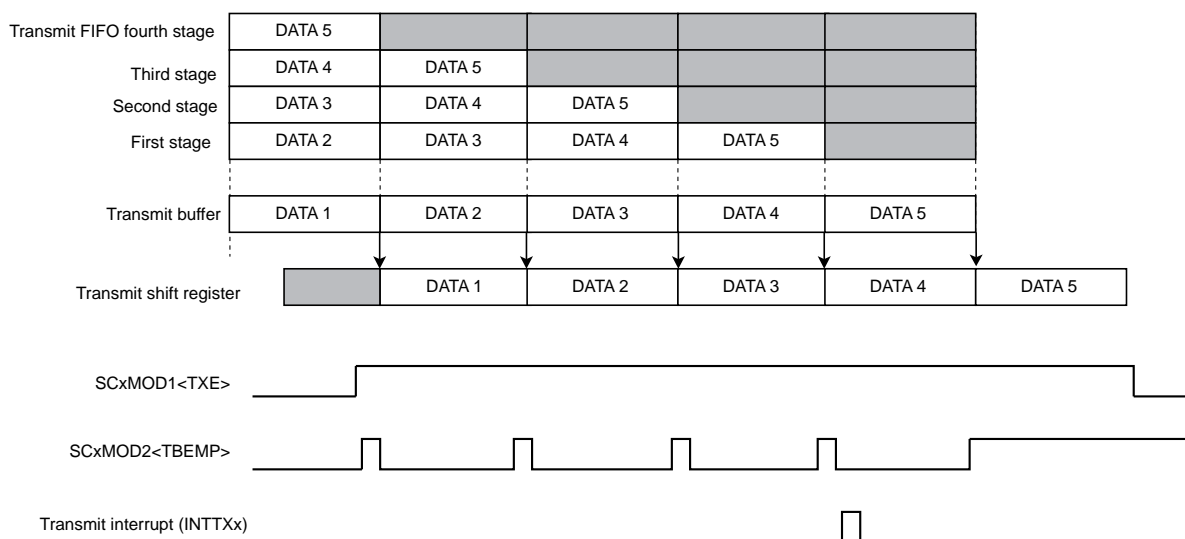 Transmit FIFO fourth stage DATA 5
Third stage DATA 4 DATA 5
Second stage DATA 3 DATA 4 DATA 5
First stage DATA 2 DATA 3 DATA 4 DATA 5
Transmit buffer DATA 1 DATA 2 DATA 3 DATA 4 DATA 5
Transmit shift register DATA 1 DATA 2 DATA 3 DATA 4 DATA 5
SCxMOD1<TXE>
SCxMOD2<TBEMP>
Transmit interrupt (INTTXx)